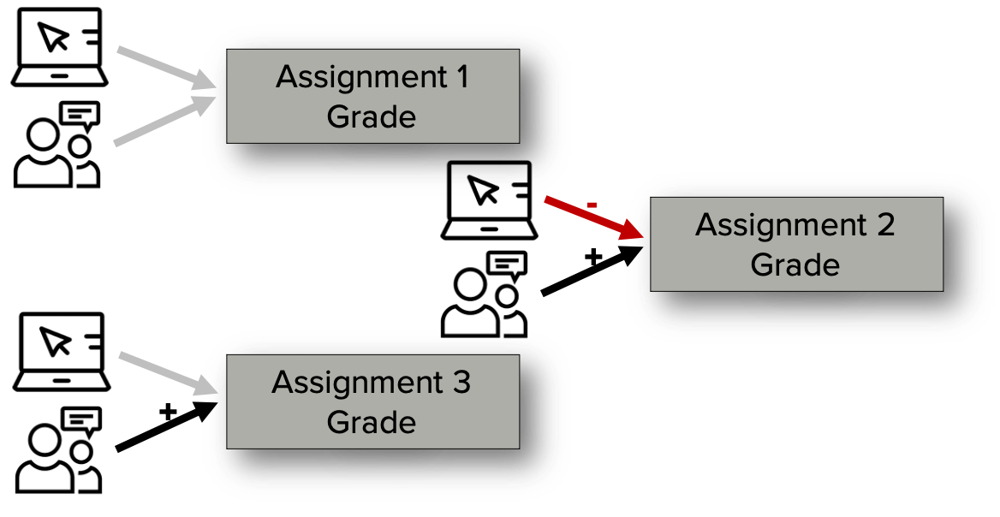 Assignment 1
Grade
-
+
Assignment 2
Grade
+
Assignment 3
Grade